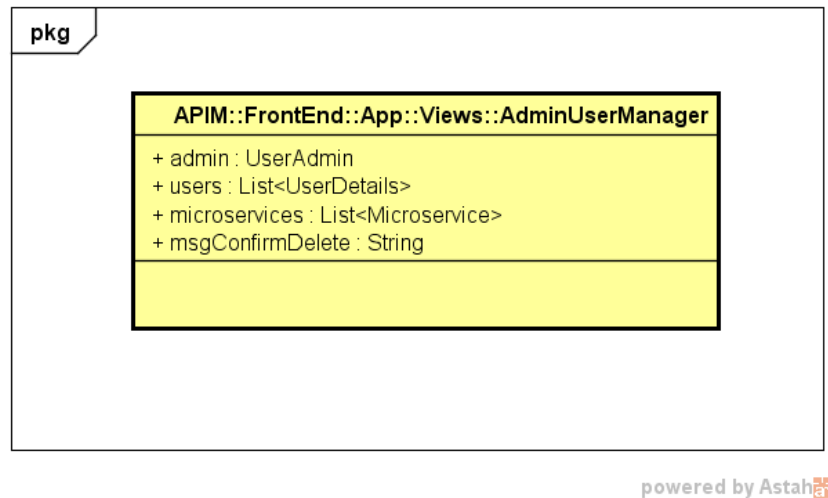 pkg
APIM::FrontEnd::App::Views::AdminUserManager
+ admin : UserAdmin
+ users : List<UserDetails>
+ microservices : List<Microservice>
+ msgConfirmDelete : String
powered by Astah